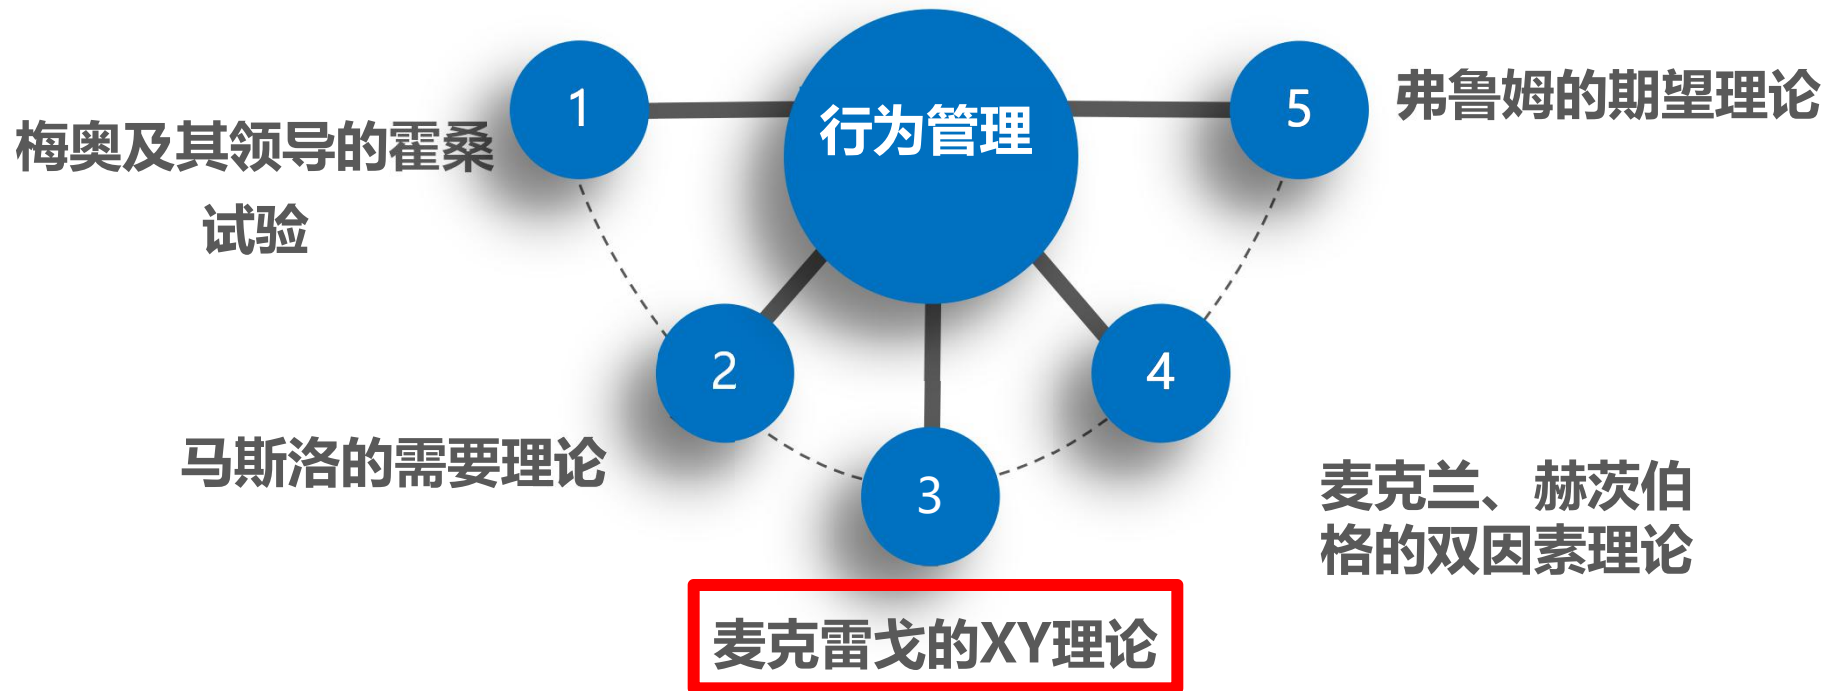 行为管理
1
梅奥及其领导的霍桑
试验
2
马斯洛的需要理论
3
麦克雷戈的XY理论
4
麦克兰、赫茨伯
格的双因素理论
5
弗鲁姆的期望理论